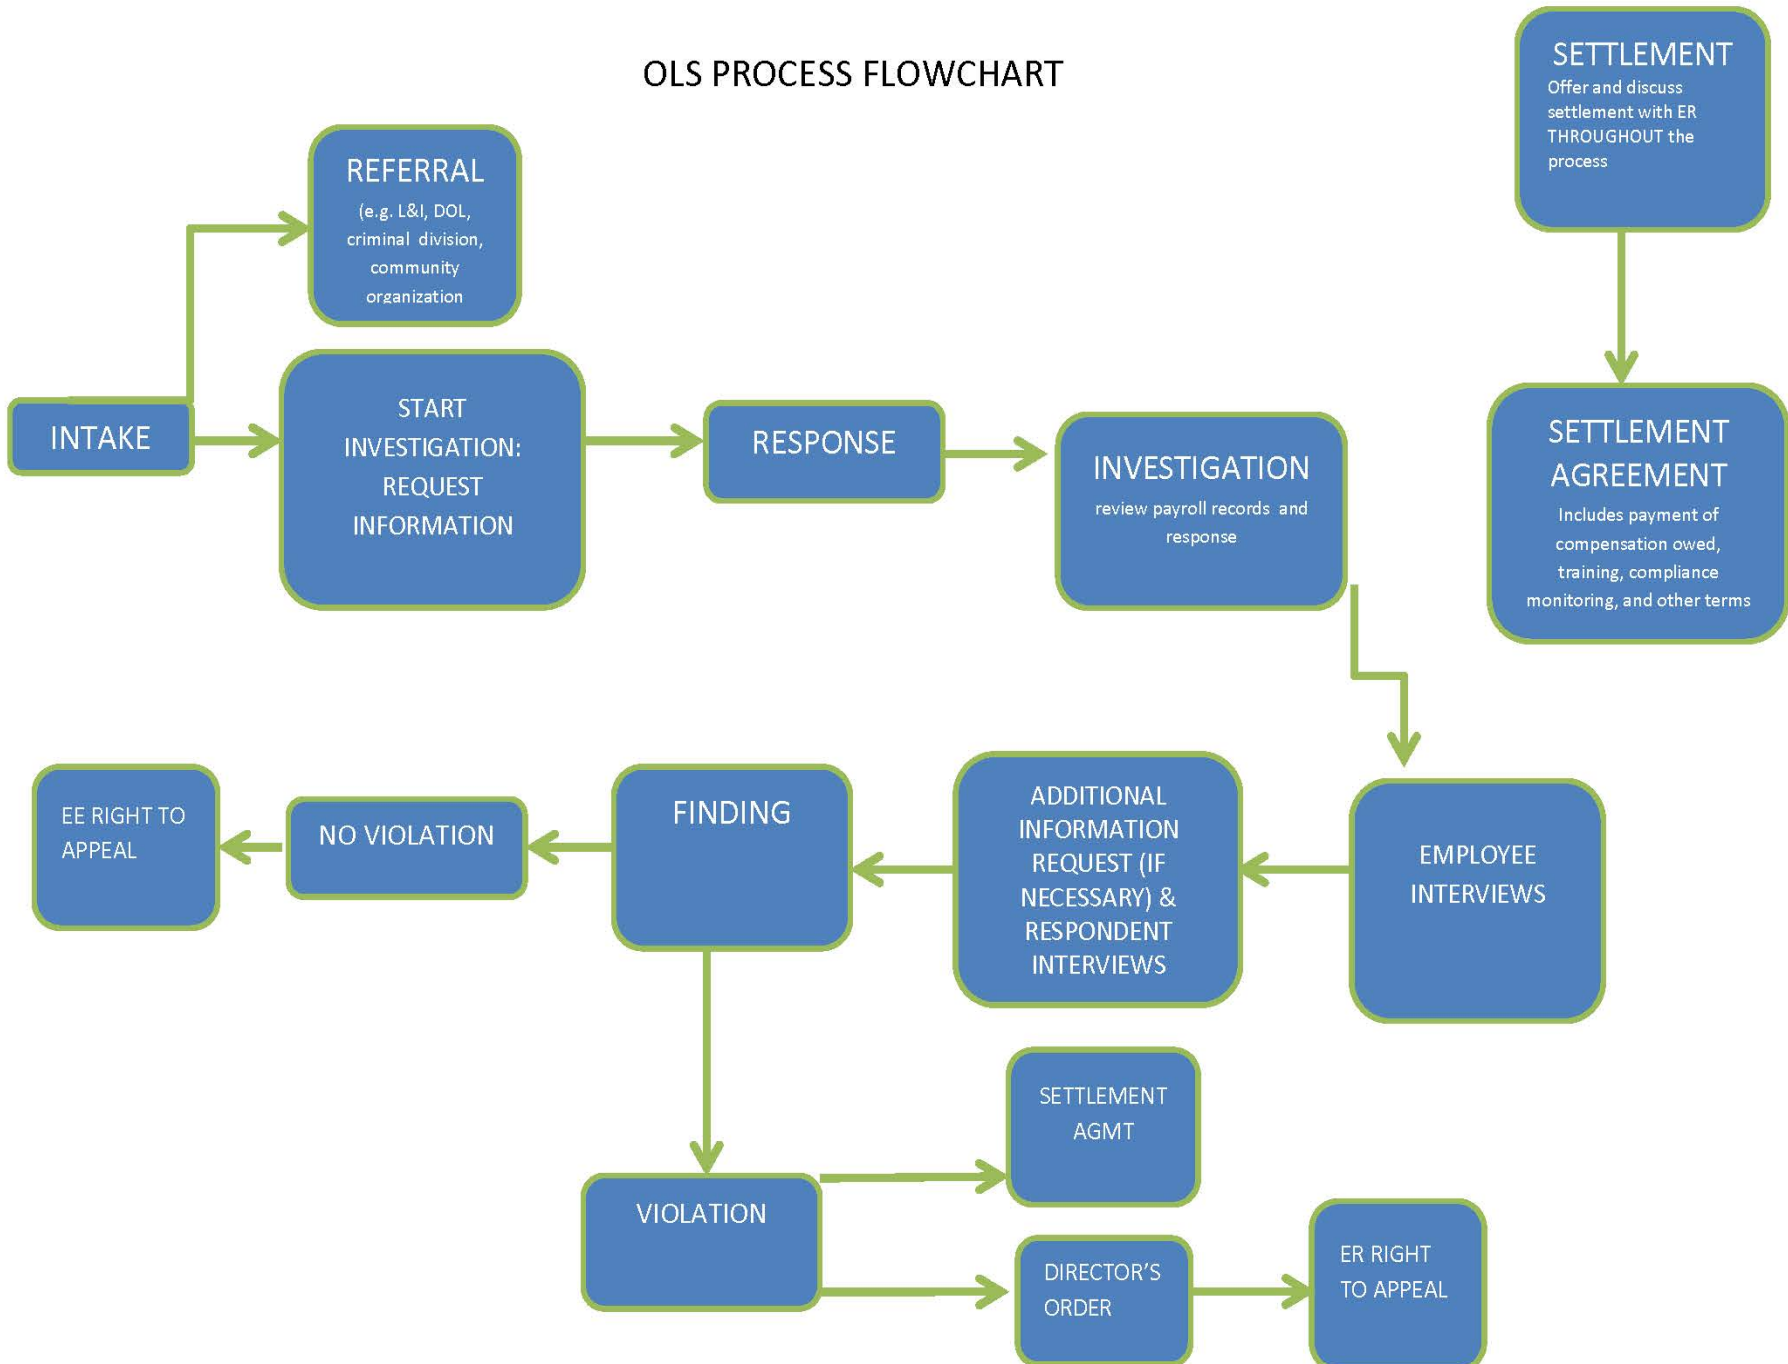 OLS PROCESS FLOWCHART
SETTLEMENT
Offer and discuss
settlement with ER
THROUGHOUT the
process
REFERRAL
(e.g. L&I, DOL,
criminal division,
community
organization
INTAKE
START
INVESTIGATION:
REQUEST
INFORMATION
RESPONSE
INVESTIGATION
review payroll records and
response
SETTLEMENT
AGREEMENT
Includes payment of
compensation owed,
training, compliance
monitoring, and other terms
EE RIGHT TO
APPEAL
NO VIOLATION
FINDING
ADDITIONAL
INFORMATION
REQUEST (IF
NECESSARY) &
RESPONDENT
INTERVIEWS
EMPLOYEE
INTERVIEWS
SETTLEMENT
AGMT
VIOLATION
DIRECTOR'S
ORDER
ER RIGHT
TO APPEAL